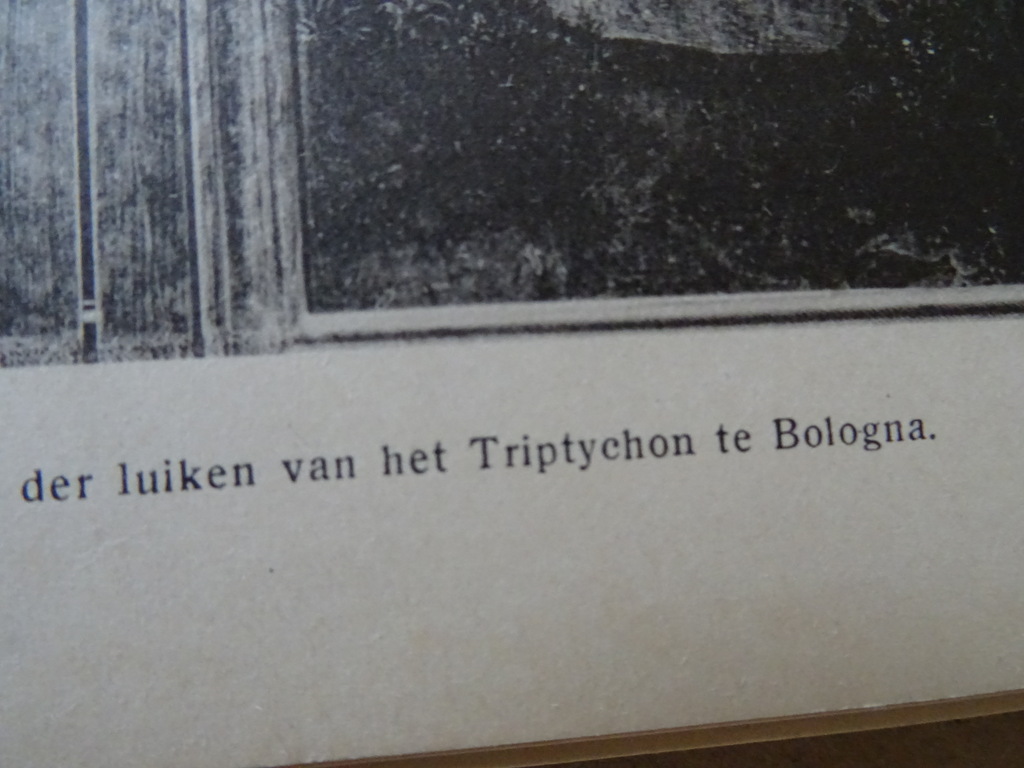 der luiken van het Triptychon te Bologna.